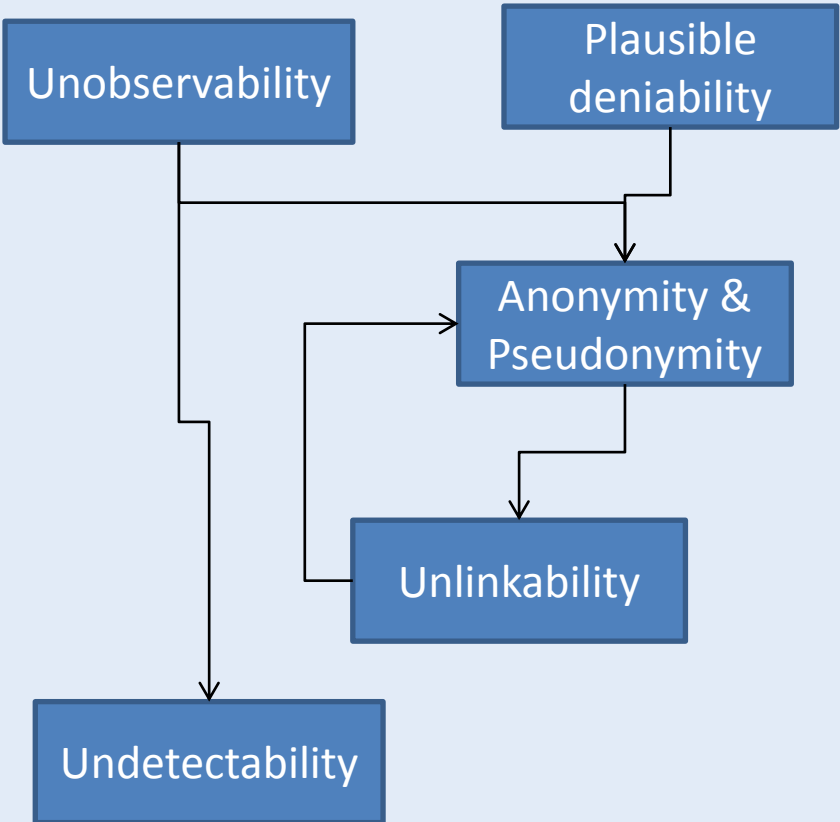 Unobservability
Plausible
deniability
Anonymity &
Pseudonymity
Unlinkability
Undetectability